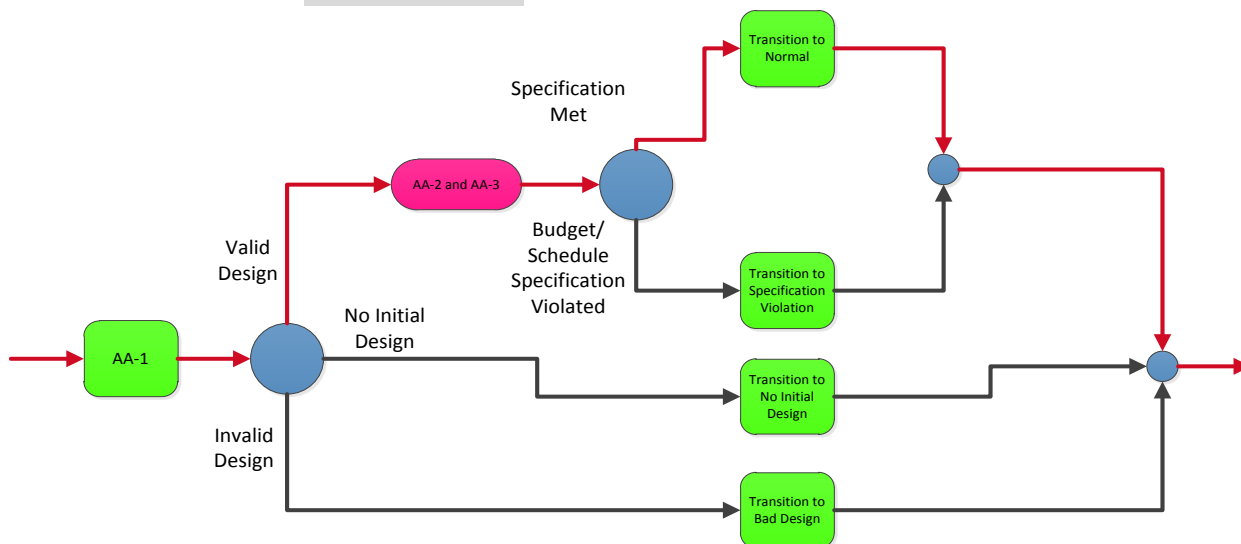 Transition to
Normal
Specification
Met
AA-2 and AA-3
Budget/
Schedule
Specification
Violated
Valid
Design
Transition to
Specification
Violation
No Initial
Design
AA-1
Transition to
No Initial
Design
Invalid
Design
Transition to
Bad Design